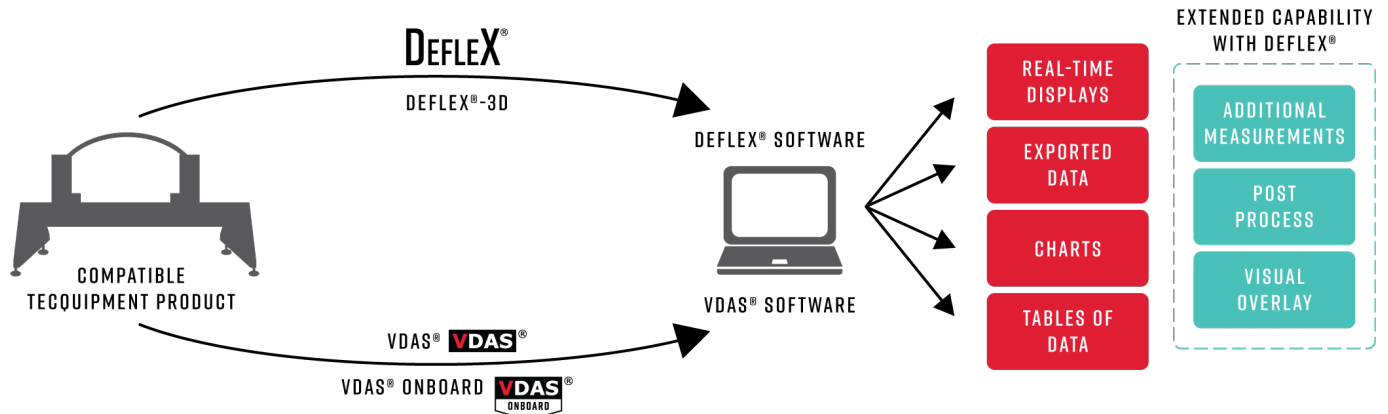 DEFLEX®
DEFLEX®-3D
COMPATIBLE
TECQUIPMENT PRODUCT
VDAS® VDAS®
VDAS® ONBOARD VDAS®
ONBOARD
DEFLEX® SOFTWARE
VDAS® SOFTWARE
REAL-TIME
DISPLAYS
EXPORTED
DATA
CHARTS
TABLES OF
DATA
EXTENDED CAPABILITY
WITH DEFLEX®
ADDITIONAL
MEASUREMENTS
POST
PROCESS
VISUAL
OVERLAY